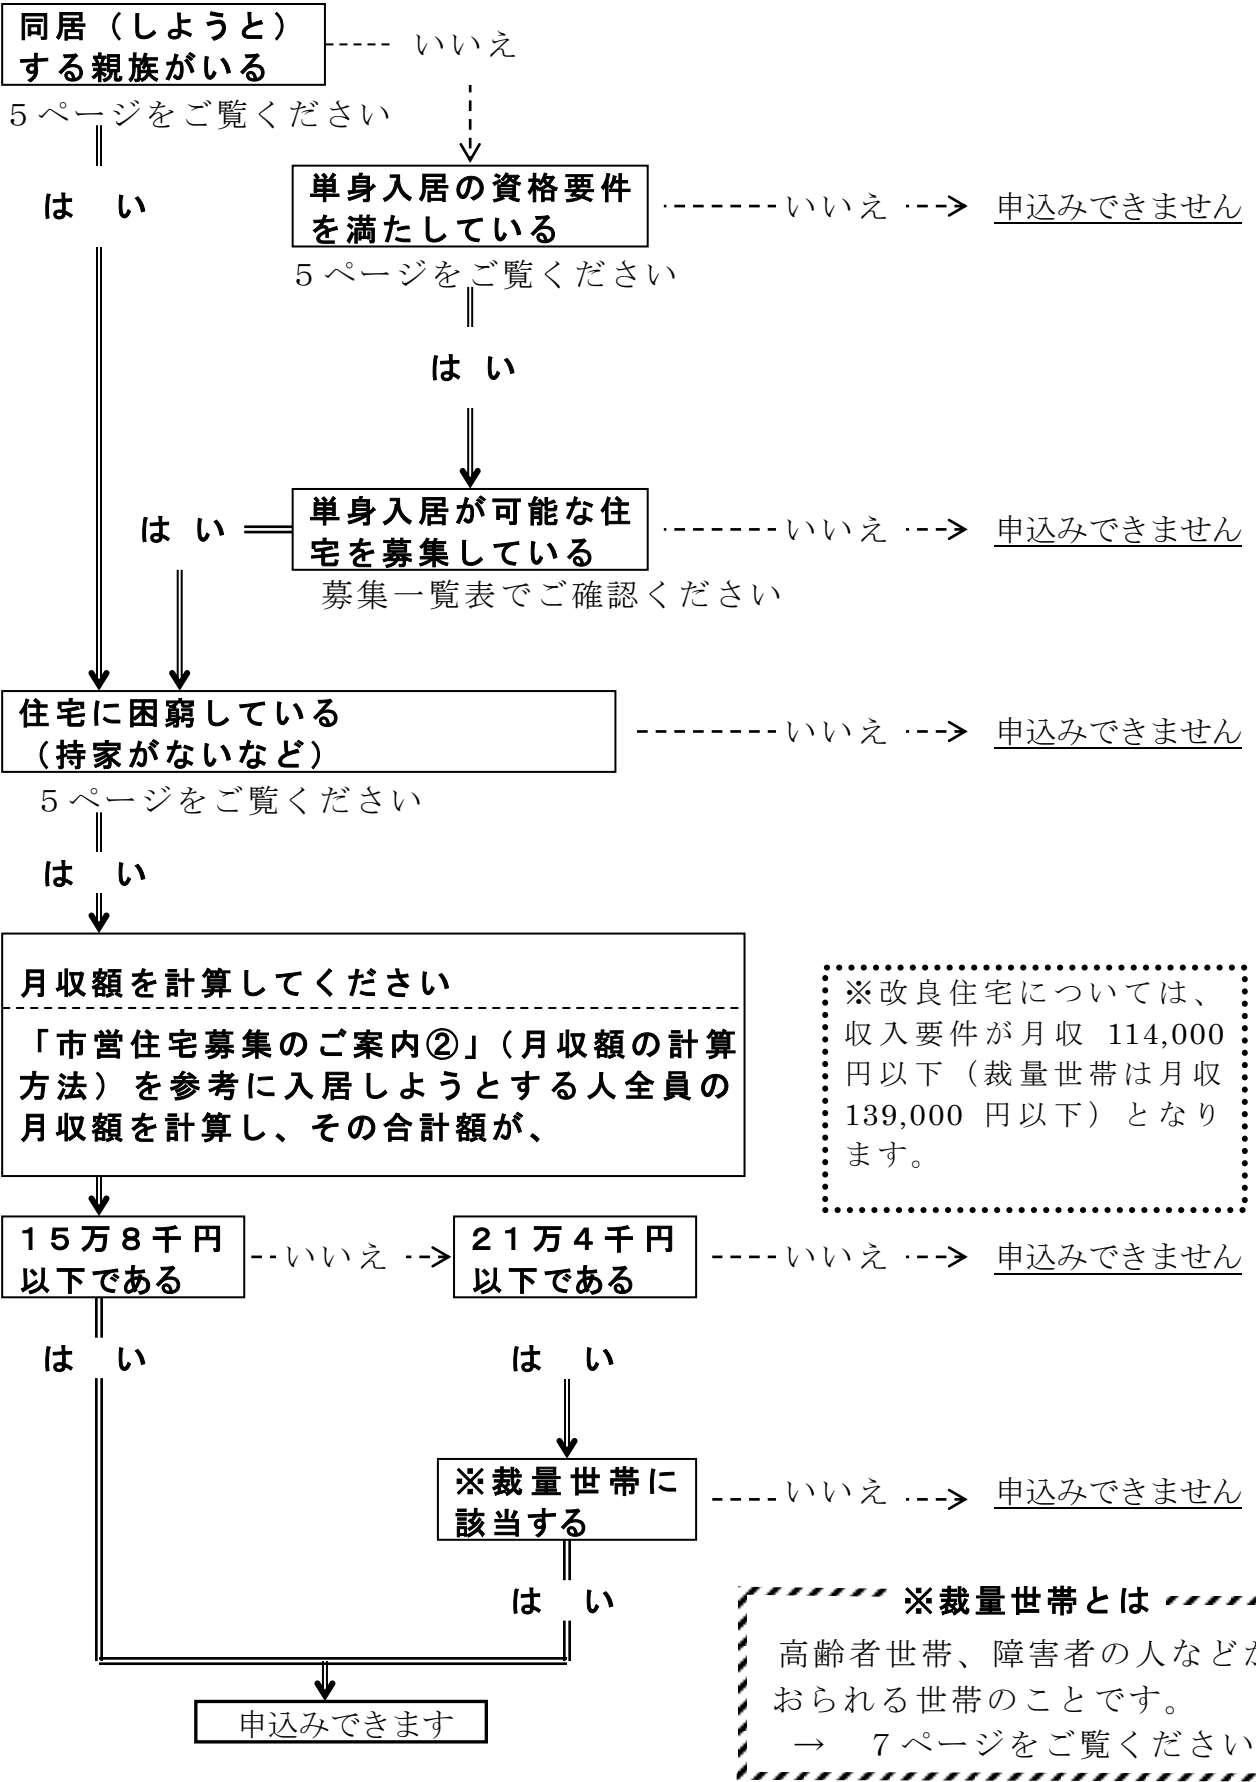 同居（しようと）
する親族がいる
いいえ
５ページをご覧ください
は い
単身入居の資格要件
を満たしている
いいえ
申込みできません
５ページをご覧ください
はい
単身入居が可能な住
宅を募集している
はい
いいえ
申込みできません
募集一覧表でご確認ください
住宅に困窮している
（持家がないなど）
いいえ
申込みできません
５ページをご覧ください
は い
月収額を計算してください
「市営住宅募集のご案内②」（月収額の計算
方法）を参考に入居しようとする人全員の
月収額を計算し、その合計額が、
※改良住宅については、
収入要件が月収 114,000
円以下（裁量世帯は月収
139,000 円以下）となり
ます。
１５万８千円
以下である
いいえ
２１万４千円
以下である
いいえ
申込みできません
は い
は い
※裁量世帯に
該当する
いいえ
申込みできません
は い
※裁量世帯とは
高齢者世帯、障害者の人などが
おられる世帯のことです。
→ ７ページをご覧ください
申込みできます